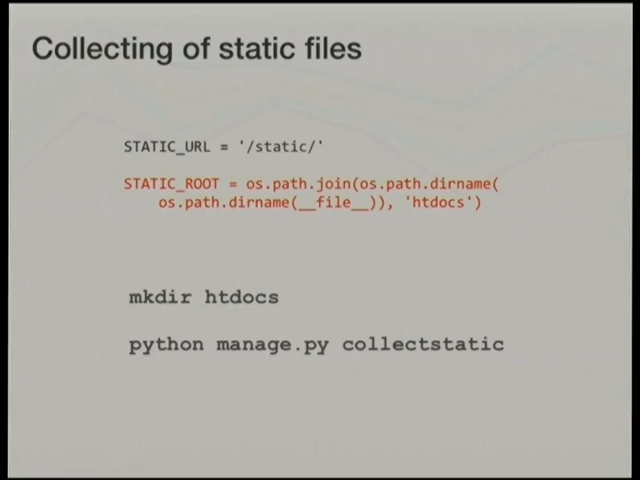 Collecting of static files
STATIC_URL = '/static/'
STATIC_ROOT = os.path.join(os.path.dirname(
os.path.dirname(__file__)), 'htdocs')
mkdir htdocs
python manage.py collectstatic